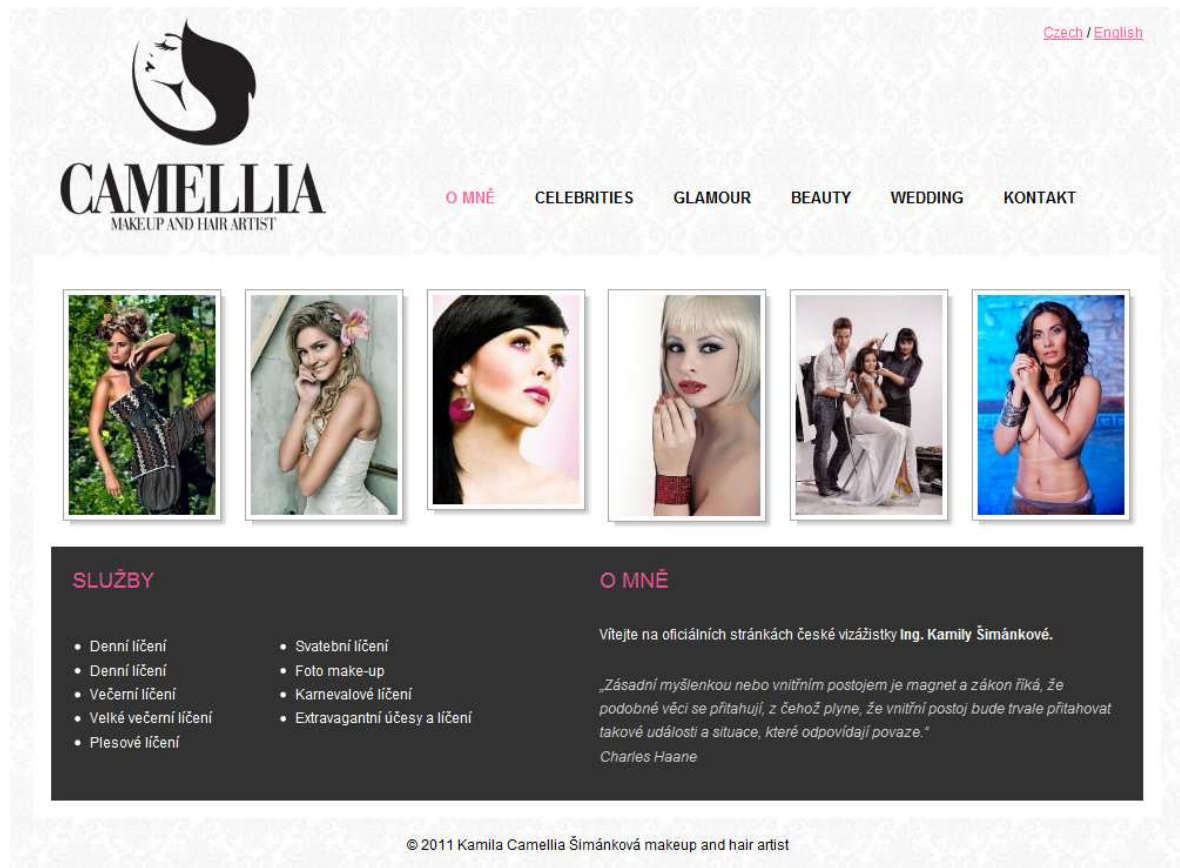 Czech / English
CAMELLIA
MAKEUP AND HAIR ARTIST
O MNĚ CELEBRITIES GLAMOUR BEAUTY WEDDING KONTAKT
SLUŽBY
Denní líčení
Denní líčení
Večerní líčení
Velké večerní líčení
Plesové líčení
Svatební líčení
Foto make-up
Karnevalové líčení
Extravagantní účesy a líčení
O MNĚ
Vítejte na oficiálních stránkách české vizážistky Ing. Kamily Šimánkové.
„Zásadní myšlenkou nebo vnitřním postojem je magnet a zákon říká, že
podobné věci se přitahují, z čehož plyne, že vnitřní postoj bude trvale přitahovat
takové události a situace, které odpovídají povaze.“
Charles Haane
© 2011 Kamila Camellia Šimánková makeup and hair artist